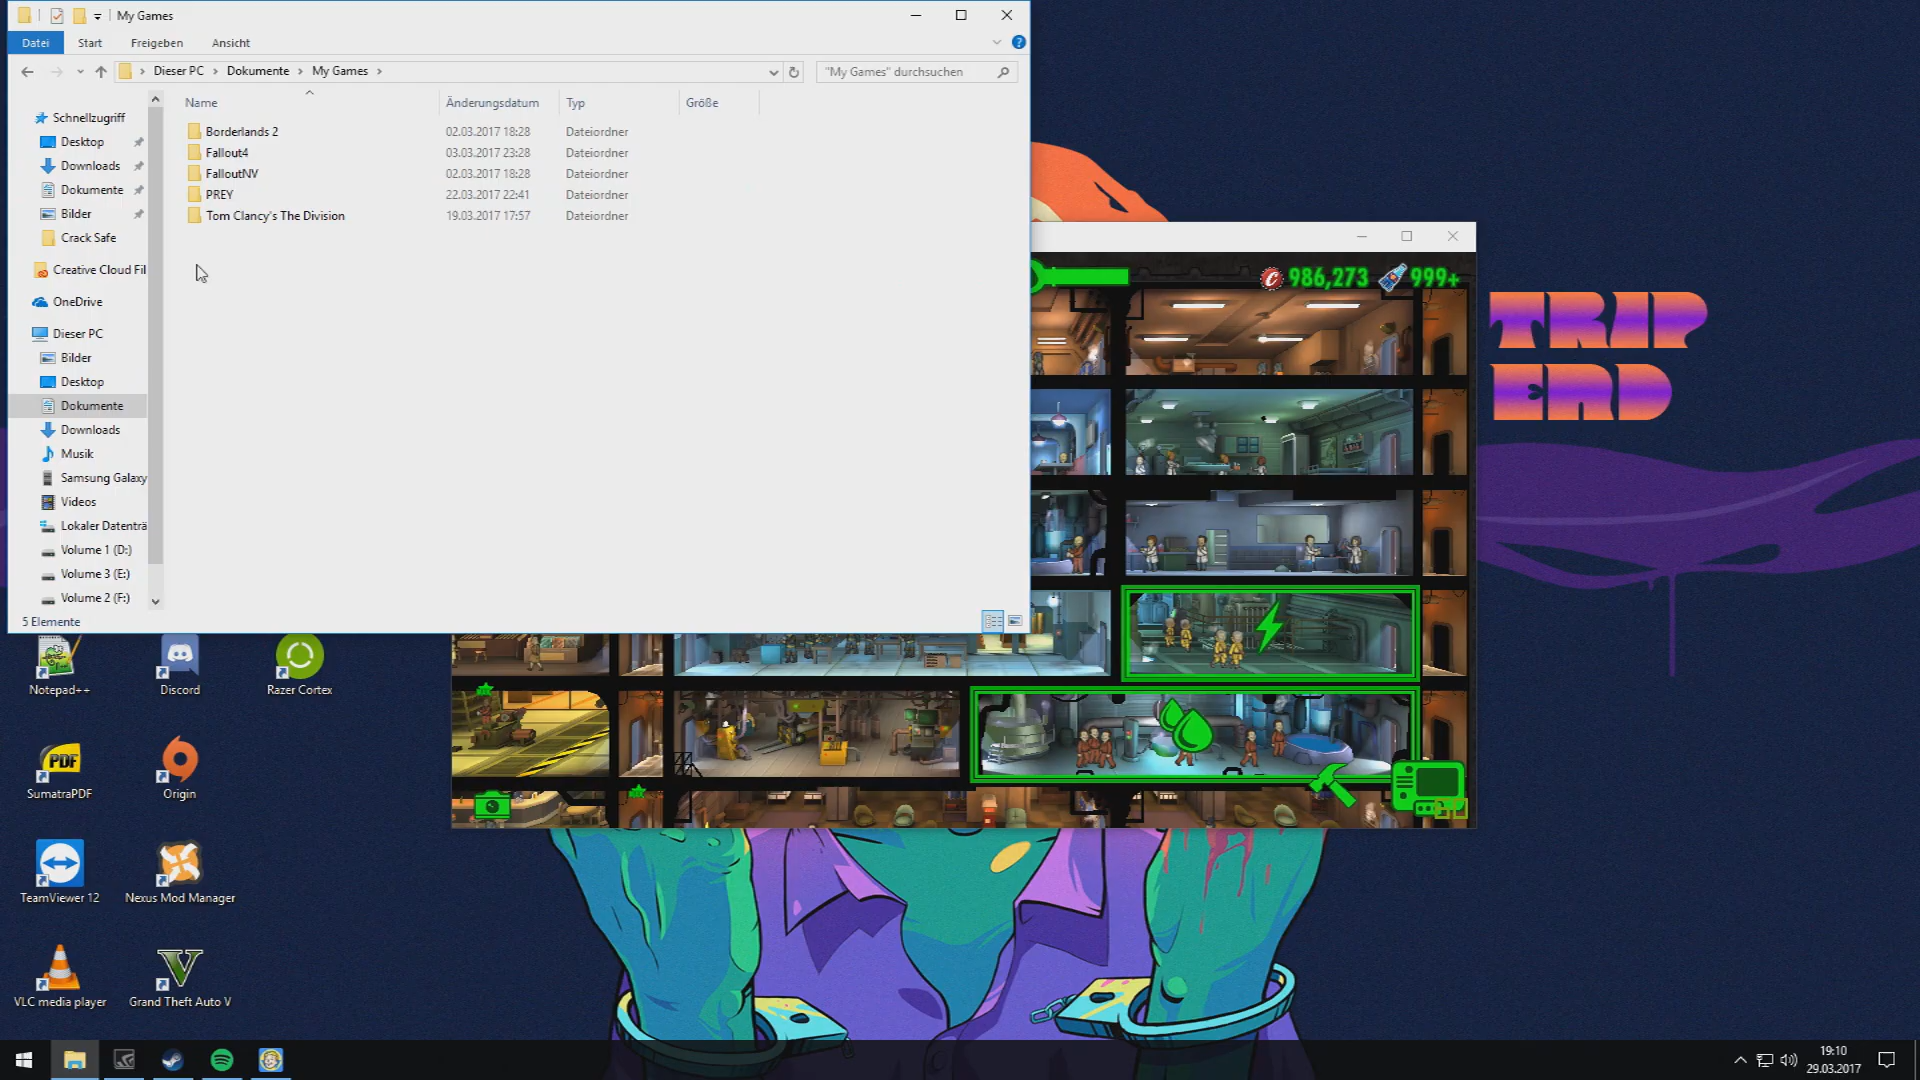 My Games
Datei Start Freigeben Ansicht
Dieser PC Dokumente My Games
"My Games" durchsuchen
Name Änderungsdatum Typ Größe
Borderlands 2 02.03.2017 18:28 Dateiordner
Fallout4 03.03.2017 23:28 Dateiordner
FalloutNV 02.03.2017 18:28 Dateiordner
PREY 22.03.2017 22:41 Dateiordner
Tom Clancy's The Division 19.03.2017 17:57 Dateiordner
Schnellzugriff
Desktop
Downloads
Dokumente
Bilder
Crack Safe
Creative Cloud Fil
OneDrive
Dieser PC
Bilder
Desktop
Dokumente
Downloads
Musik
Samsung Galaxy
Videos
Lokaler Datenträ
Volume 1 (D:)
Volume 3 (E:)
Volume 2 (F:)
5 Elemente
986,273
999+
TRIP
ERD
Notepad++
Discord
Razer Cortex
PDF
SumatraPDF
Origin
TeamViewer 12
Nexus Mod Manager
VLC media player
V
Grand Theft Auto V
19:10
29.03.2017